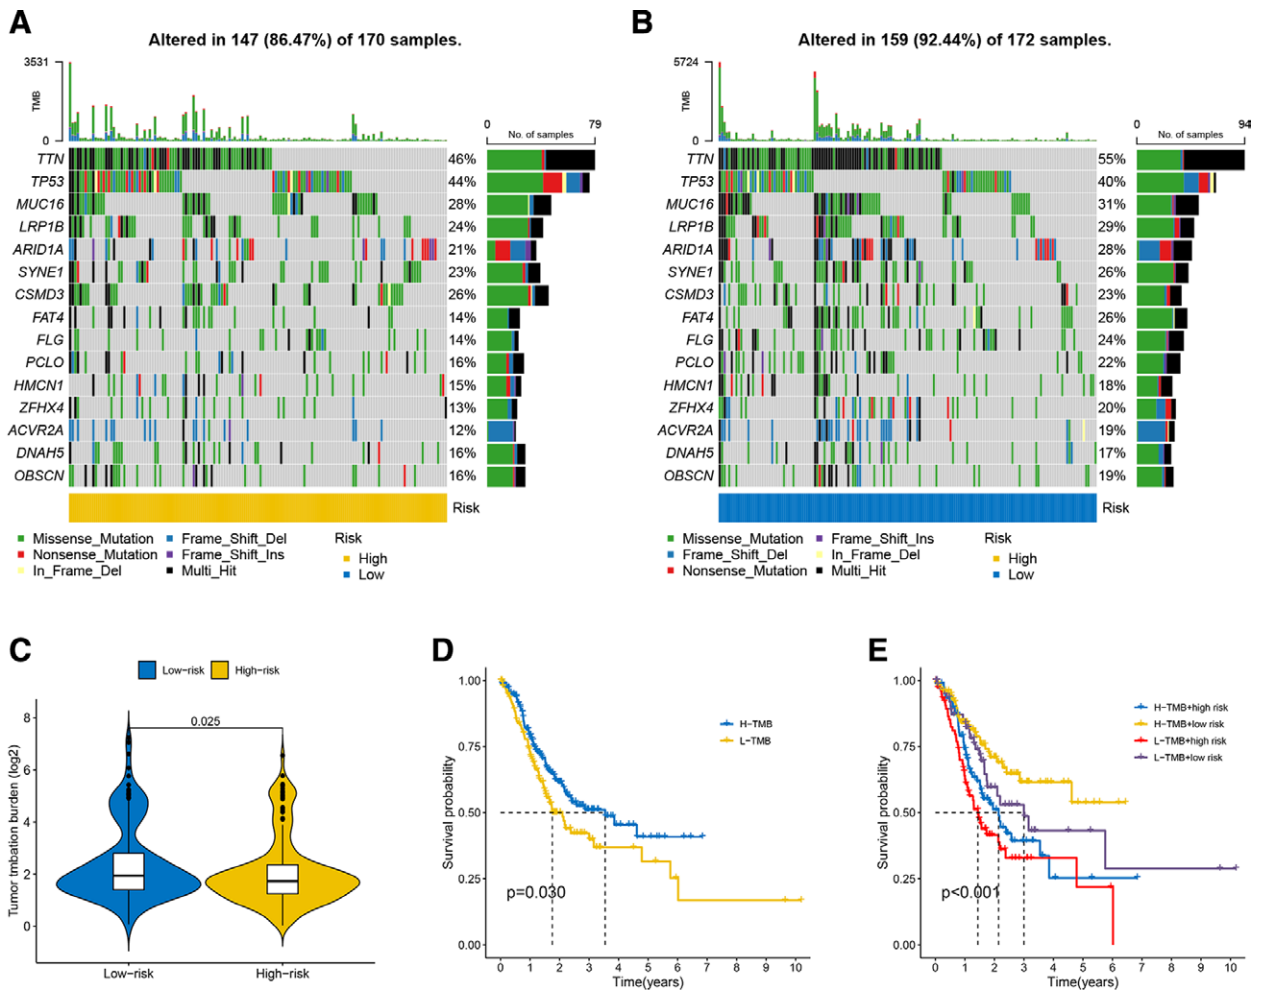 A
Altered in 147 (86.47%) of 170 samples.
3531
TMB
0
0 79
No. of samples
TTN 46%
TP53 44%
MUC16 28%
LRP1B 24%
ARID1A 21%
SYNE1 23%
CSMD3 26%
FAT4 14%
FLG 14%
PCLO 16%
HMCN1 15%
ZFHX4 13%
ACVR2A 12%
DNAH5 16%
OBSCN 16%
Risk
Missense_Mutation Frame_Shift_Del Risk
Nonsense_Mutation Frame_Shift_Ins High
In_Frame_Del Multi_Hit Low
B
Altered in 159 (92.44%) of 172 samples.
5724
TMB
0
0 94
No. of samples
TTN 55%
TP53 40%
MUC16 31%
LRP1B 29%
ARID1A 28%
SYNE1 26%
CSMD3 23%
FAT4 26%
FLG 24%
PCLO 22%
HMCN1 18%
ZFHX4 20%
ACVR2A 19%
DNAH5 17%
OBSCN 19%
Risk
Missense_Mutation Frame_Shift_Ins Risk
Frame_Shift_Del In_Frame_Del High
Nonsense_Mutation Multi_Hit Low
C
Low-risk High-risk
Tumor tmbation burden (log2)
8
6
4
2
0
0.025
Low-risk High-risk
D
Survival probability
1.00
0.75
0.50
0.25
0.00
H-TMB
L-TMB
p=0.030
0 1 2 3 4 5 6 7 8 9 10
Time(years)
E
Survival probability
1.00
0.75
0.50
0.25
0.00
H-TMB+high risk
H-TMB+low risk
L-TMB+high risk
L-TMB+low risk
p<0.001
0 1 2 3 4 5 6 7 8 9 10
Time(years)